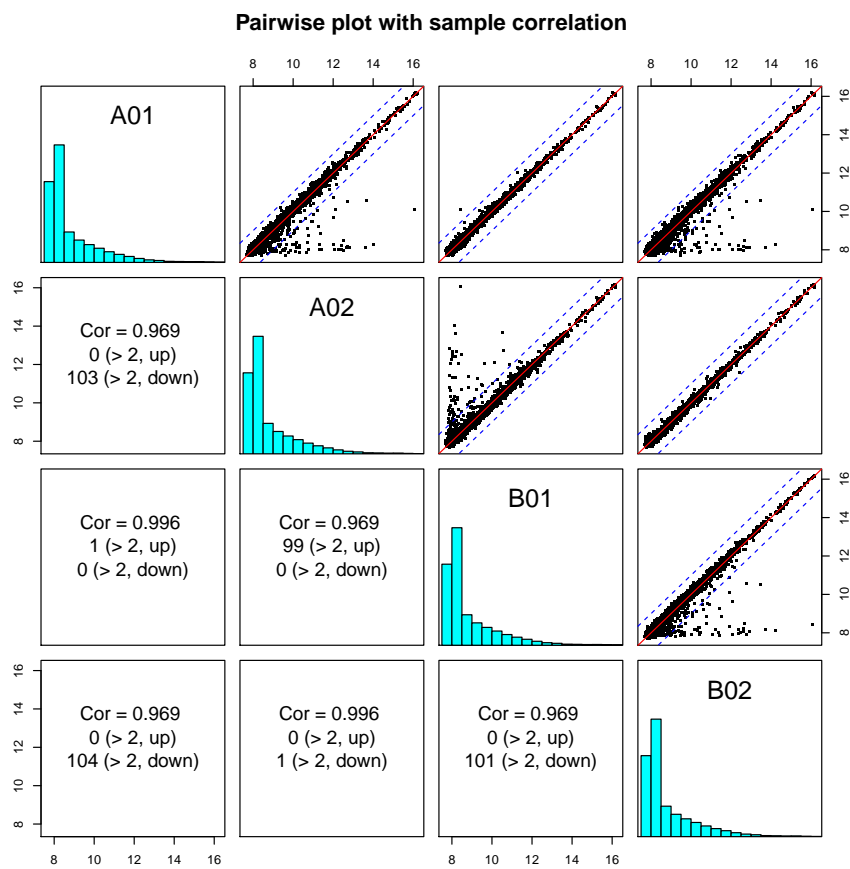 Pairwise plot with sample correlation
8 10 12 14 16
8 10 12 14 16
A01
8 10 12 14 16
8 10 12 14 16
Cor = 0.969
0 (> 2, up)
103 (> 2, down)
A02
Cor = 0.996
1 (> 2, up)
0 (> 2, down)
Cor = 0.969
99 (> 2, up)
0 (> 2, down)
B01
8 10 12 14 16
8 10 12 14 16
Cor = 0.969
0 (> 2, up)
104 (> 2, down)
Cor = 0.996
0 (> 2, up)
1 (> 2, down)
Cor = 0.969
0 (> 2, up)
101 (> 2, down)
B02
8 10 12 14 16
8 10 12 14 16